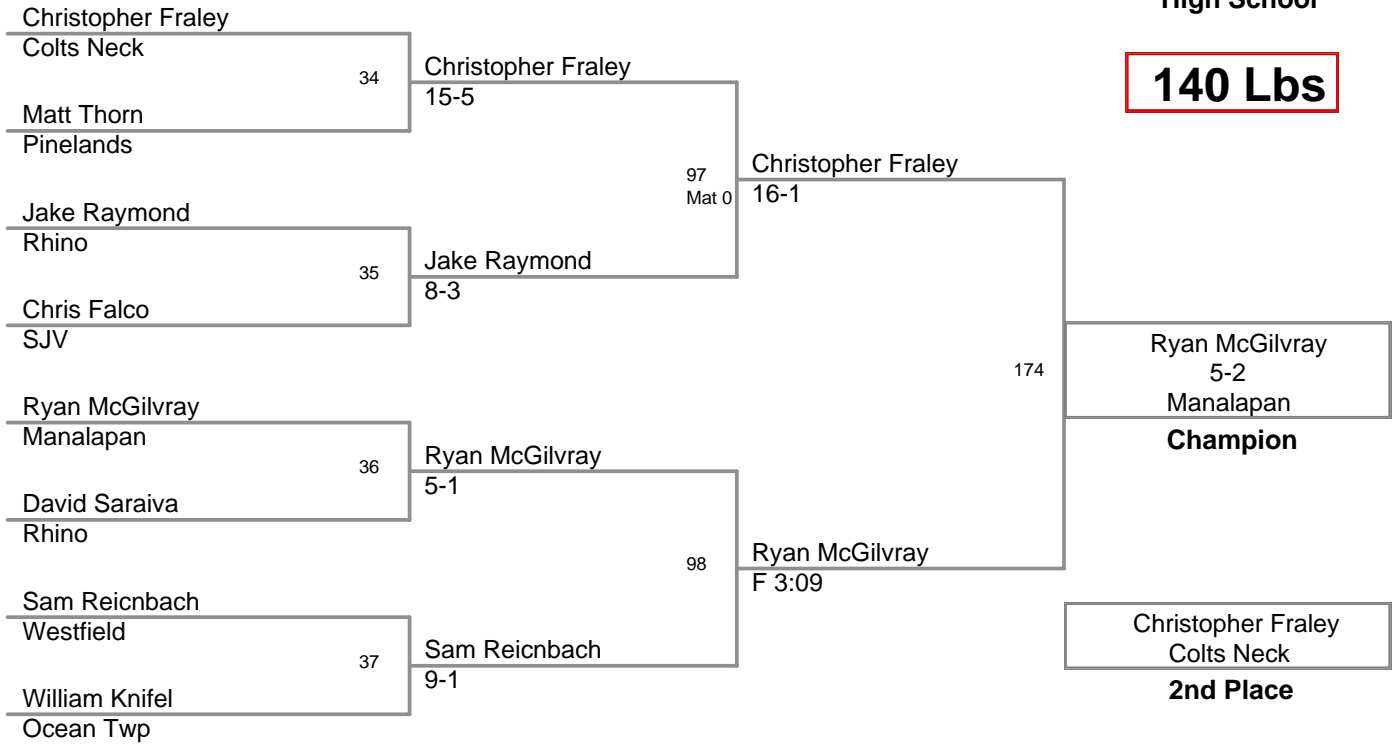 High School
140 Lbs
Christopher Fraley
Colts Neck
34
Matt Thorn
Pinelands
Christopher Fraley
15-5
Jake Raymond
Rhino
35
Chris Falco
SJV
Jake Raymond
8-3
97
Mat 0
Christopher Fraley
16-1
Ryan McGilvray
Manalapan
36
David Saraiva
Rhino
Ryan McGilvray
5-1
Sam Reicnbach
Westfield
37
William Knifel
Ocean Twp
Sam Reicnbach
9-1
98
Ryan McGilvray
F 3:09
174
Ryan McGilvray
5-2
Manalapan
Champion
Christopher Fraley
Colts Neck
2nd Place